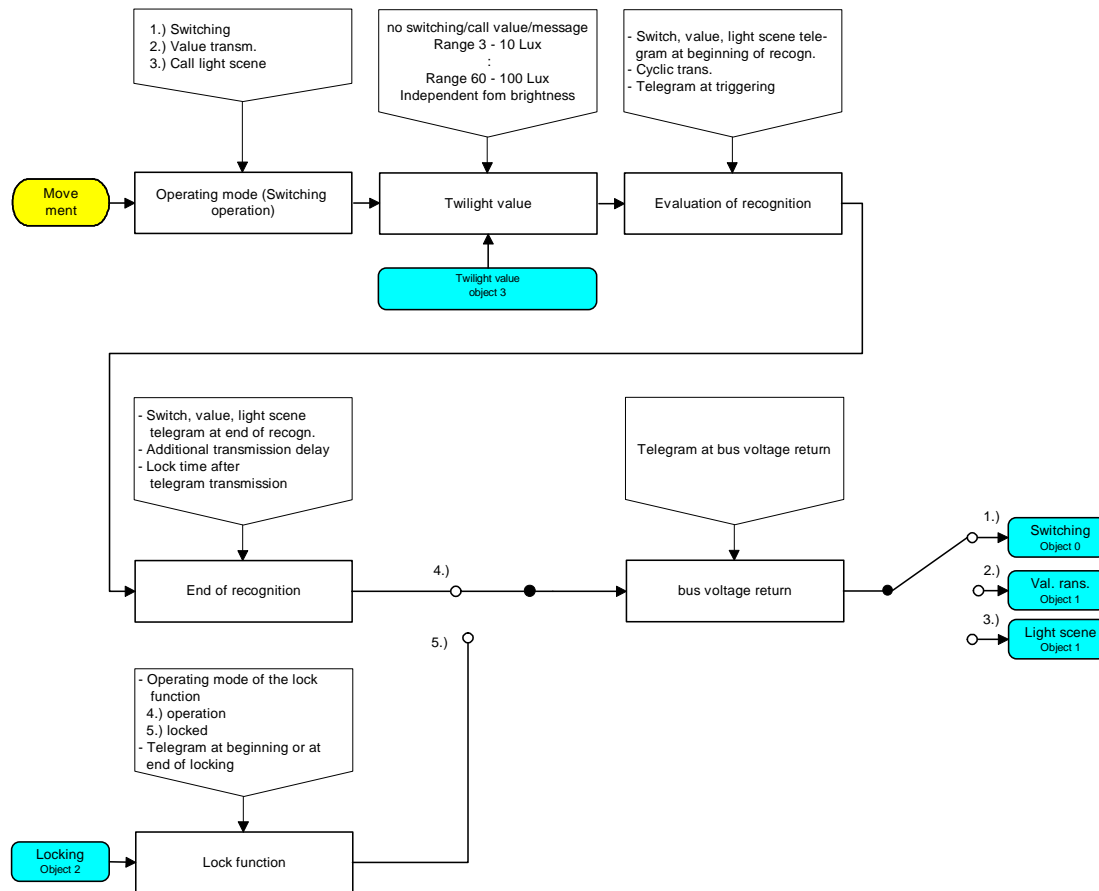 1.) Switching
2.) Value transm.
3.) Call light scene
no switching/call value/message
Range 3 - 10 Lux
:
Range 60 - 100 Lux
Independent fom brightness
- Switch, value, light scene tele-
gram at beginning of recogn.
- Cyclic trans.
- Telegram at triggering
Move
ment
Operating mode (Switching
operation)
Twilight value
Evaluation of recognition
Twilight value
object 3
- Switch, value, light scene
telegram at end of recogn.
- Additional transmission delay
- Lock time after
telegram transmission
Telegram at bus voltage return
End of recognition
4.)
bus voltage return
1.)
Switching
Object 0
2.)
Val. rans.
Object 1
3.)
Light scene
Object 1
5.)
- Operating mode of the lock
function
4.) operation
5.) locked
- Telegram at beginning or at
end of locking
Locking
Object 2
Lock function